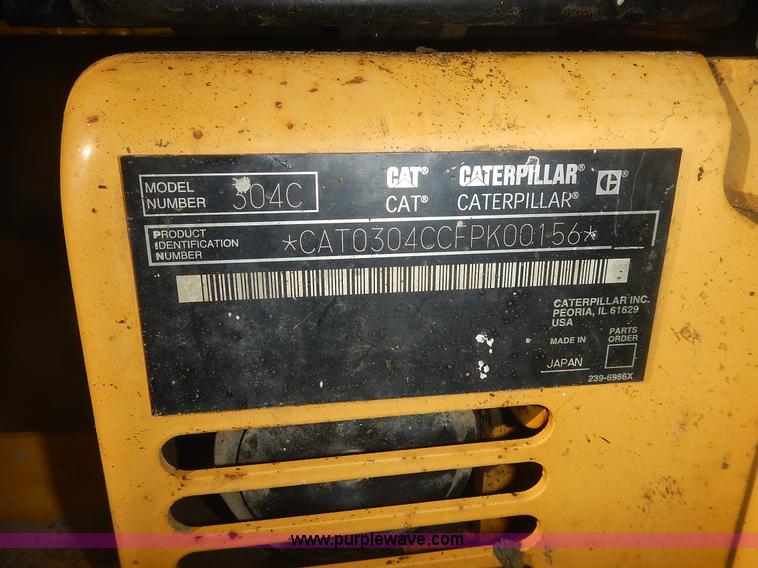 MODEL NUMBER 304C
CAT® CATERPILLAR® C®
CAT® CATERPILLAR®
PRODUCT IDENTIFICATION NUMBER *CAT0304CCFPK00156*
CATERPILLAR INC.
PEORIA, IL 61629
USA
MADE IN JAPAN
PARTS ORDER
239-6986X
www.purplewave.com